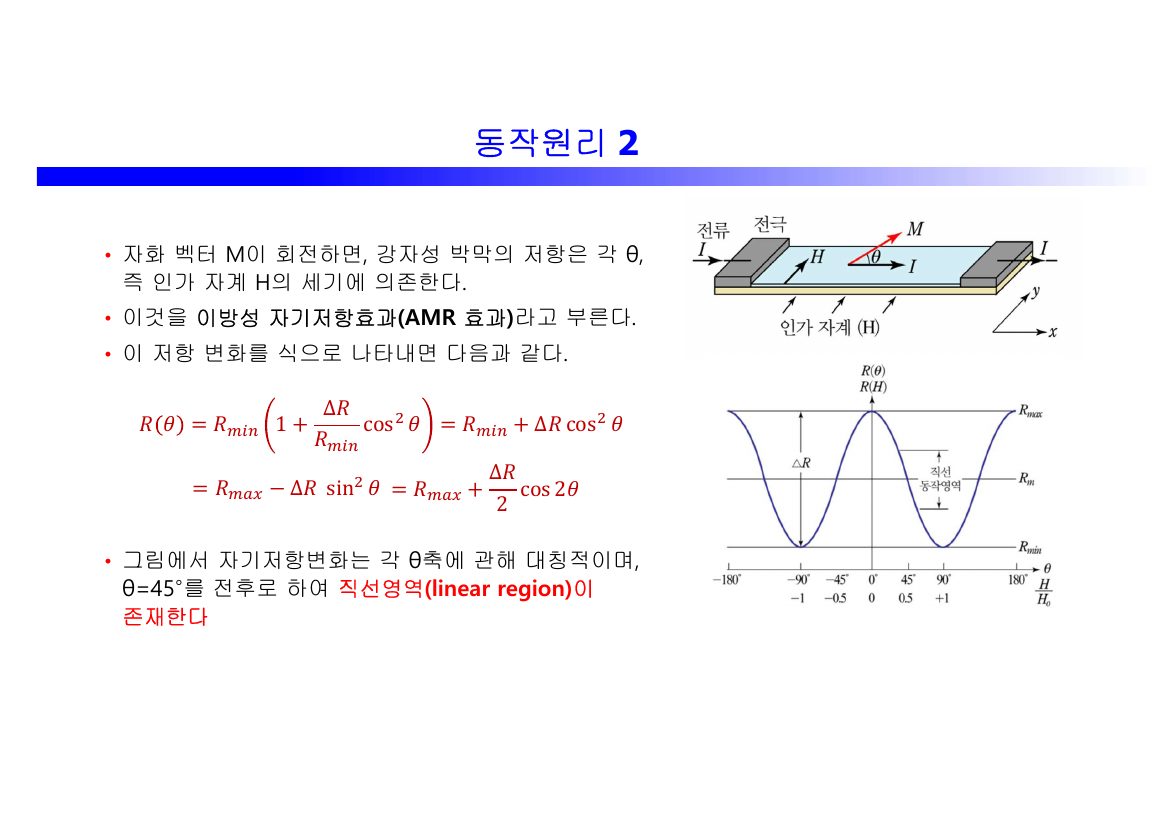 동작원리 2
• 자화 벡터 M이 회전하면, 강자성 박막의 저항은 각 θ,
즉 인가 자계 H의 세기에 의존한다.
• 이것을 이방성 자기저항효과(AMR 효과)라고 부른다.
• 이 저항 변화를 식으로 나타내면 다음과 같다.
R(θ) = R_min (1 + ΔR/R_min cos² θ) = R_min + ΔR cos² θ
= R_max − ΔR sin² θ = R_max + ΔR/2 cos 2θ
• 그림에서 자기저항변화는 각 θ축에 관해 대칭적이며,
θ=45°를 전후로 하여 직선영역(linear region)이
존재한다
전류 전극 M
I H θ I I
인가 자계 (H)
y
x
R(θ)
R(H)
R_max
△R
직선
동작영역
R_m
R_min
θ
−180° −90° −45° 0° 45° 90° 180°
−1 −0.5 0 0.5 +1
H/H₀